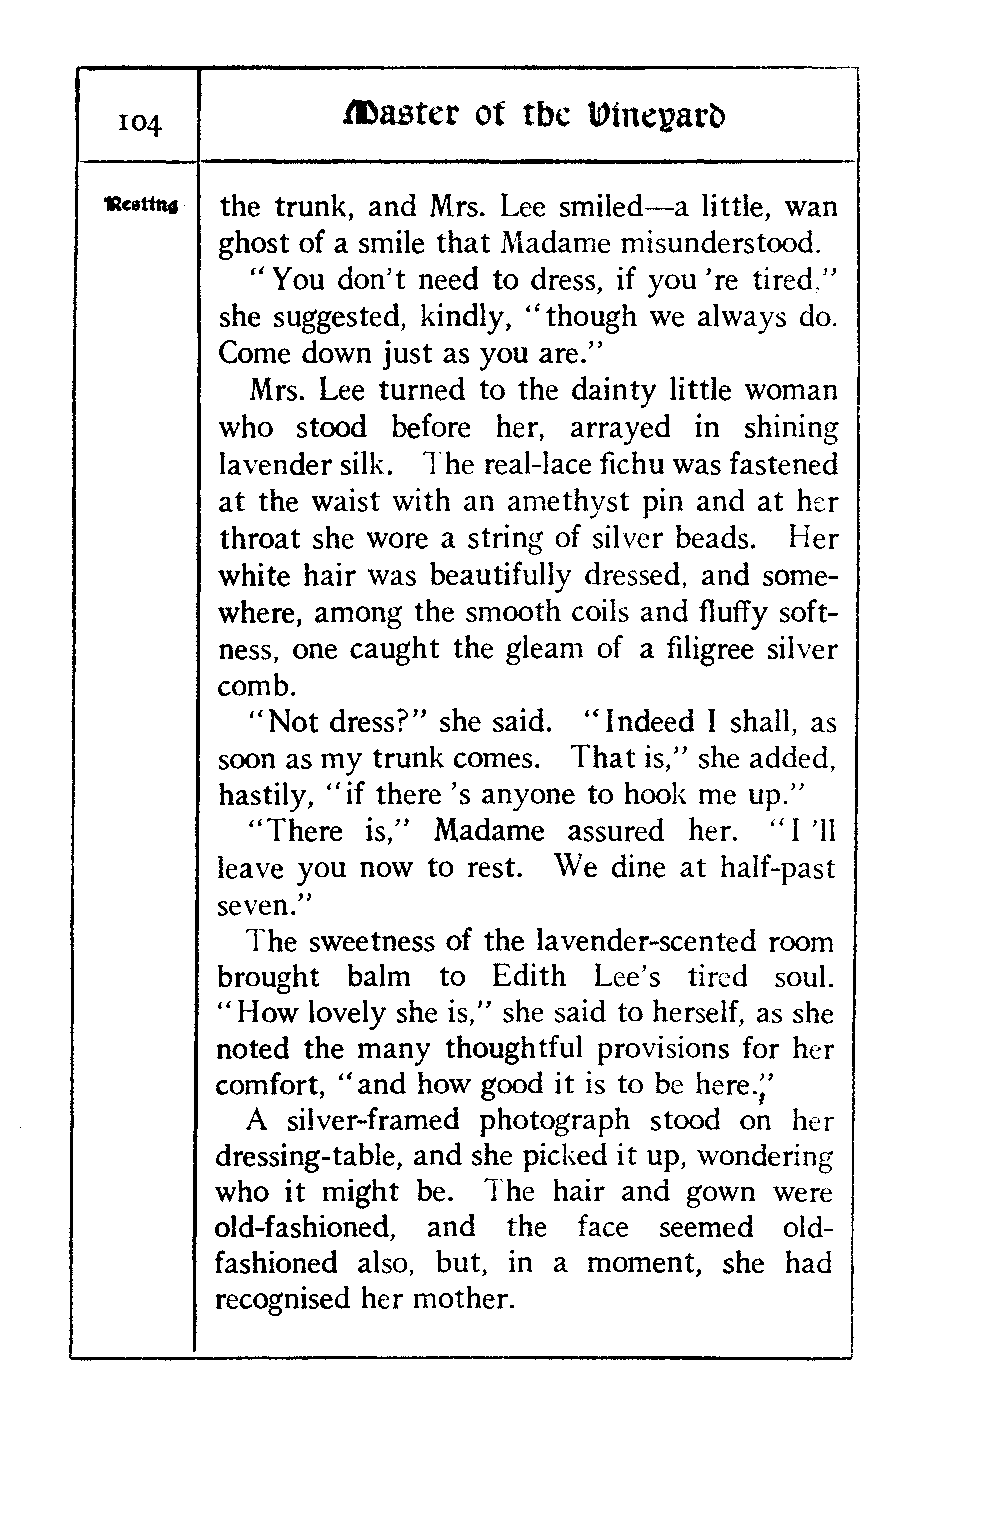 104
Master of the Vineyard
Resting
the trunk, and Mrs. Lee smiled—a little, wan
ghost of a smile that Madame misunderstood.
"You don't need to dress, if you 're tired,"
she suggested, kindly, "though we always do.
Come down just as you are."
Mrs. Lee turned to the dainty little woman
who stood before her, arrayed in shining
lavender silk. The real-lace fichu was fastened
at the waist with an amethyst pin and at her
throat she wore a string of silver beads. Her
white hair was beautifully dressed, and some-
where, among the smooth coils and fluffy soft-
ness, one caught the gleam of a filigree silver
comb.
"Not dress?" she said. "Indeed I shall, as
soon as my trunk comes. That is," she added,
hastily, "if there 's anyone to hook me up."
"There is," Madame assured her. "I 'll
leave you now to rest. We dine at half-past
seven."
The sweetness of the lavender-scented room
brought balm to Edith Lee's tired soul.
"How lovely she is," she said to herself, as she
noted the many thoughtful provisions for her
comfort, "and how good it is to be here."
A silver-framed photograph stood on her
dressing-table, and she picked it up, wondering
who it might be. The hair and gown were
old-fashioned, and the face seemed old-
fashioned also, but, in a moment, she had
recognised her mother.